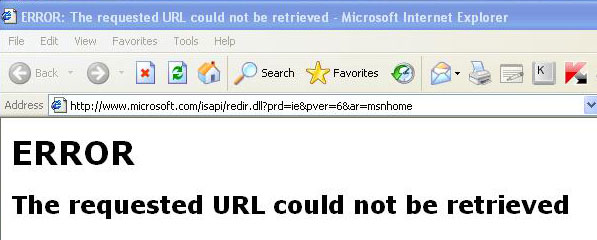 ERROR: The requested URL could not be retrieved - Microsoft Internet Explorer
File Edit View Favorites Tools Help
Back Search Favorites K
Address http://www.microsoft.com/isapi/redir.dll?prd=ie&pver=6&ar=msnhome
ERROR
The requested URL could not be retrieved